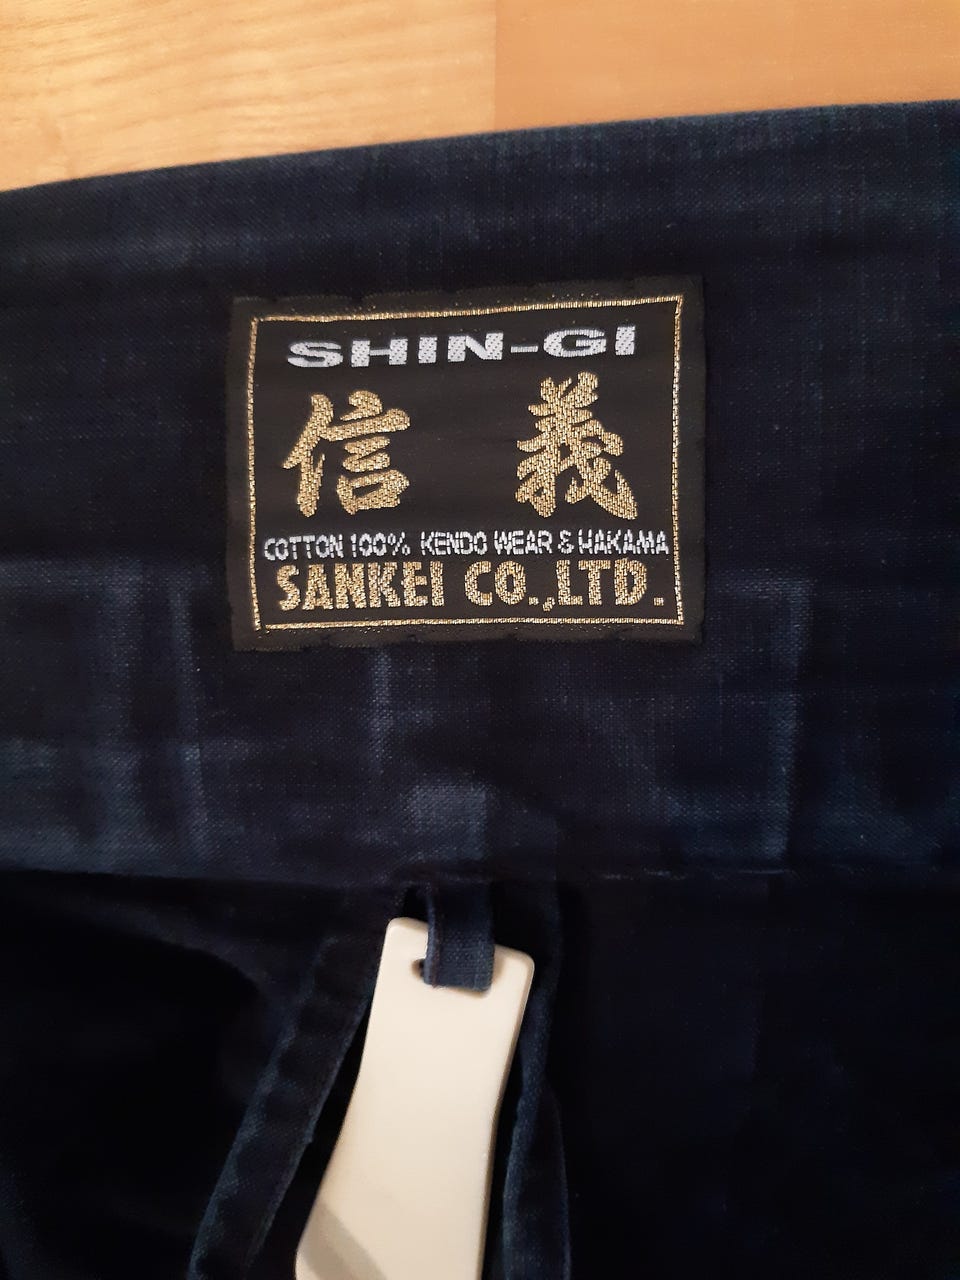 SHIN-GI
信 義
COTTON 100% KENDO WEAR & HAKAMA
SANKEI CO.,LTD.